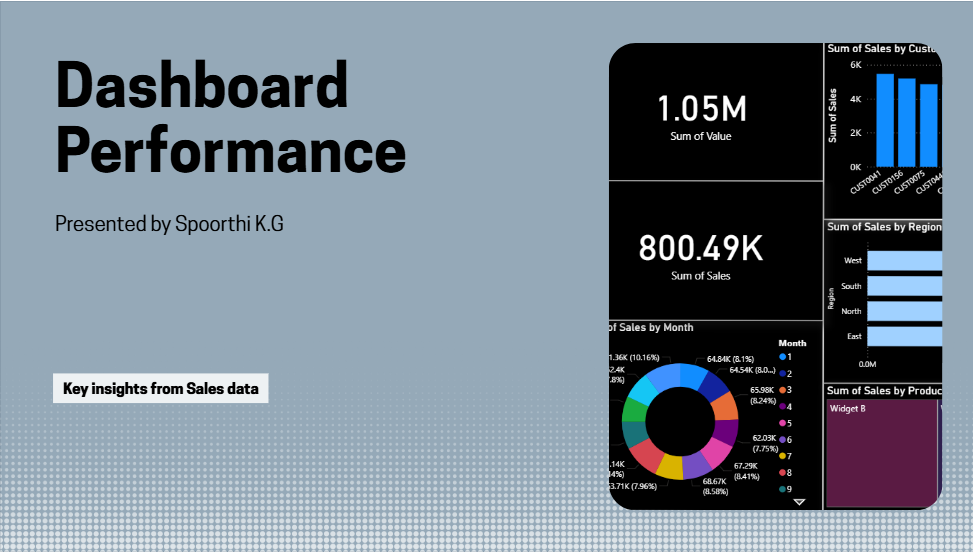 Dashboard
Performance
Presented by Spoorthi K.G
Key insights from Sales data
1.05M
Sum of Value
800.49K
Sum of Sales
of Sales by Month
Month
1
2
3
4
5
6
7
8
9
64.84K (8.1%)
64.54K (8.0...)
65.98K
(8.24%)
62.03K
(7.75%)
67.29K
(8.41%)
68.67K
(8.58%)
3.71K (7.96%)
.14K
.36K (10.16%)
2.4K
.8%)
Sum of Sales by Custo
Sum of Sales
6K
4K
2K
0K
CUST0041
CUST0156
CUST0075
CUST044
Sum of Sales by Region
Region
West
South
North
East
0.0M
Sum of Sales by Produc
Widget B